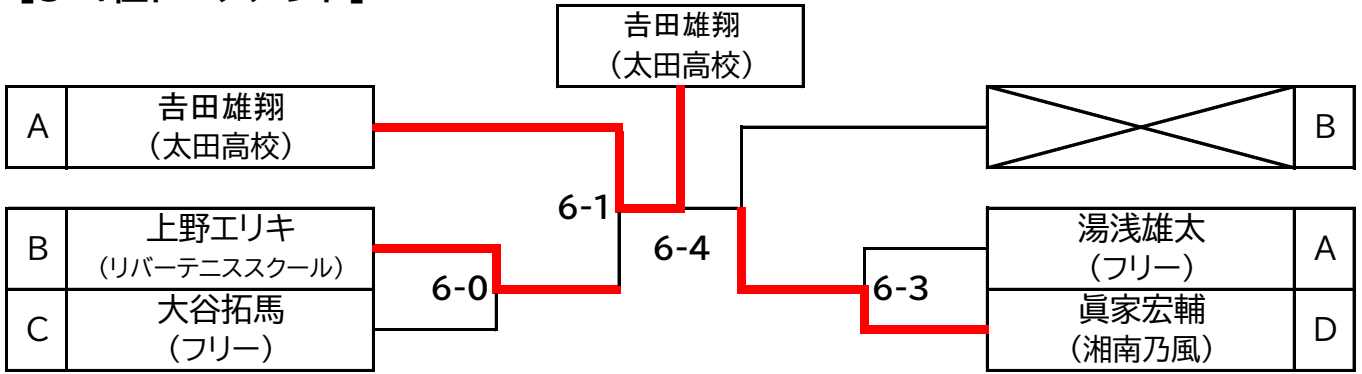 𠮷田雄翔
（太田高校）
A
𠮷田雄翔
（太田高校）
B
6-1
B
上野エリキ
（リバーテニススクール）
6-4
湯浅雄太
（フリー）
A
6-0
6-3
C
大谷拓馬
（フリー）
眞家宏輔
（湘南乃風）
D